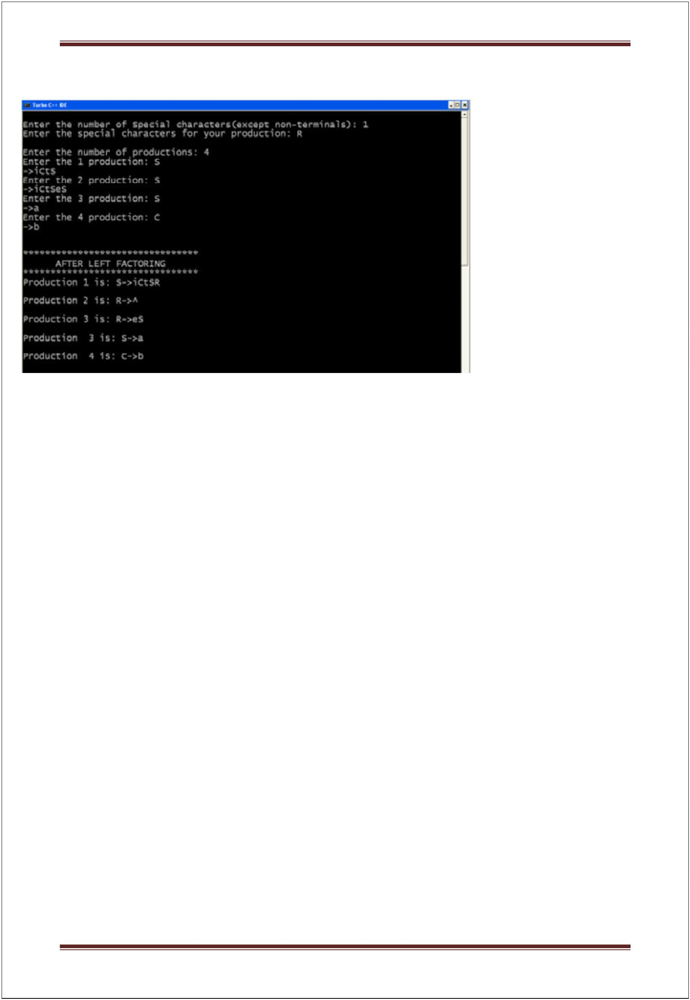 Turbo C++ IDE
Enter the number of Special characters(except non-terminals): 1
Enter the special characters for your production: R
Enter the number of productions: 4
Enter the 1 production: S
->iCtS
Enter the 2 production: S
->iCtSeS
Enter the 3 production: S
->a
Enter the 4 production: C
->b
********************************
AFTER LEFT FACTORING
********************************
Production 1 is: S->iCtSR
Production 2 is: R->^
Production 3 is: R->eS
Production  3 is: S->a
Production  4 is: C->b